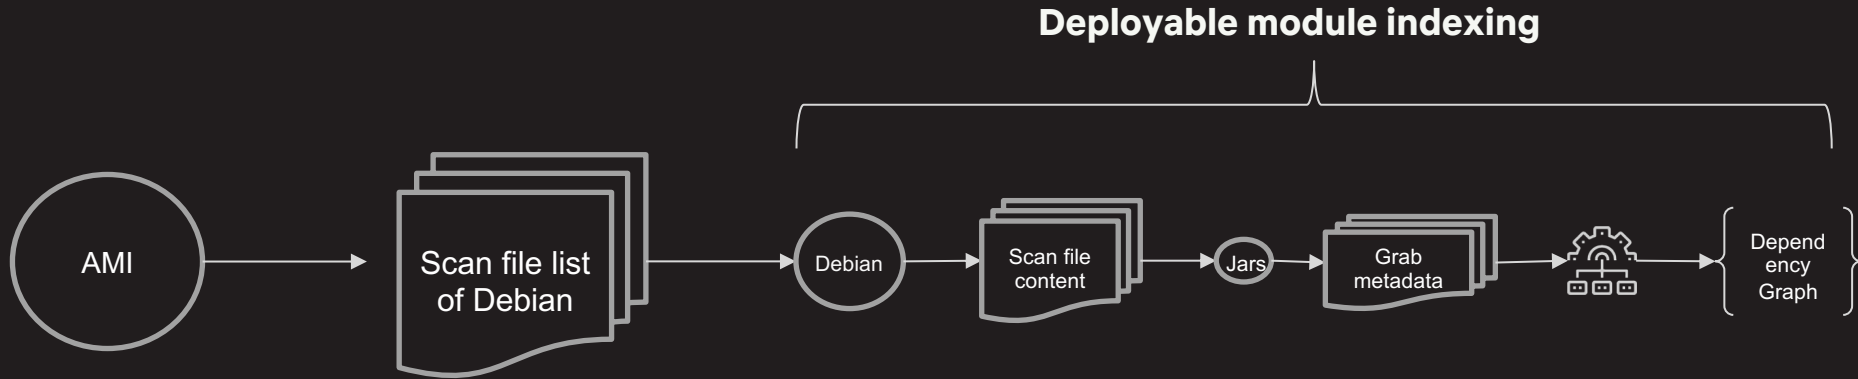 Deployable module indexing
AMI
Scan file list
of Debian
Debian
Scan file
content
Jars
Grab
metadata
Depend
ency
Graph